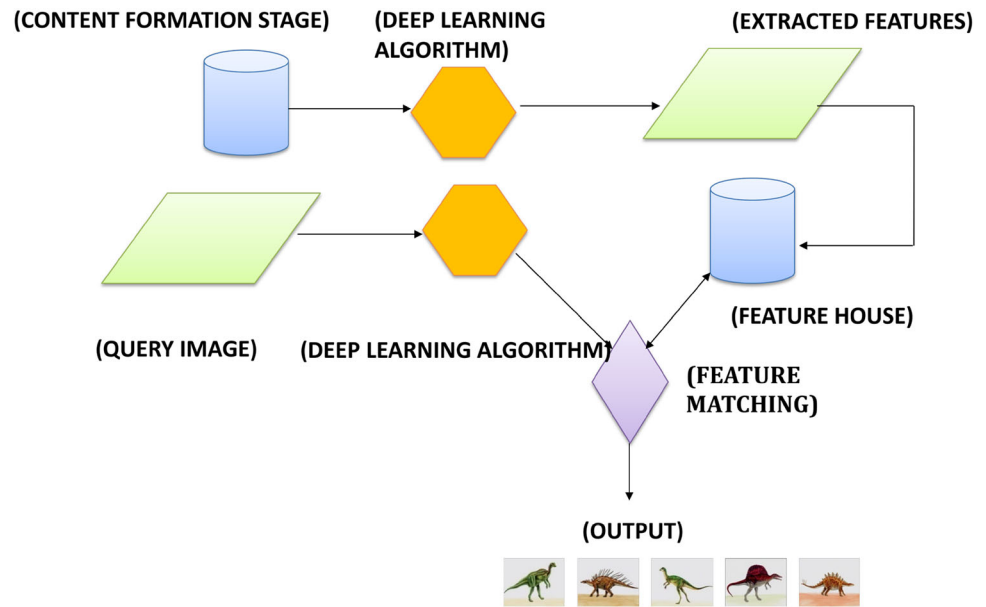 (CONTENT FORMATION STAGE)
(DEEP LEARNING
ALGORITHM)
(EXTRACTED FEATURES)
(FEATURE HOUSE)
(QUERY IMAGE)
(DEEP LEARNING ALGORITHM)
(FEATURE
MATCHING)
(OUTPUT)